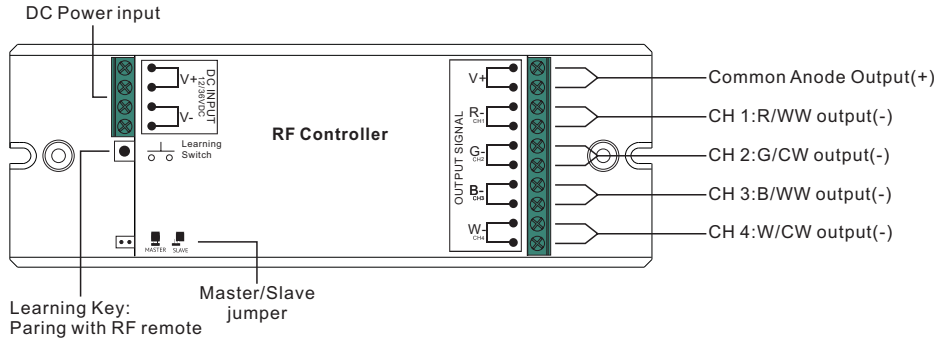 DC Power input
V+
V-
DC INPUT
12/36VDC
Learning
Switch
RF Controller
MASTER
SLAVE
OUTPUT SIGNAL
V+
R-
CH1
G-
CH2
B-
CH3
W-
CH4
Common Anode Output(+)
CH 1:R/WW output(-)
CH 2:G/CW output(-)
CH 3:B/WW output(-)
CH 4:W/CW output(-)
Learning Key:
Paring with RF remote
Master/Slave
jumper